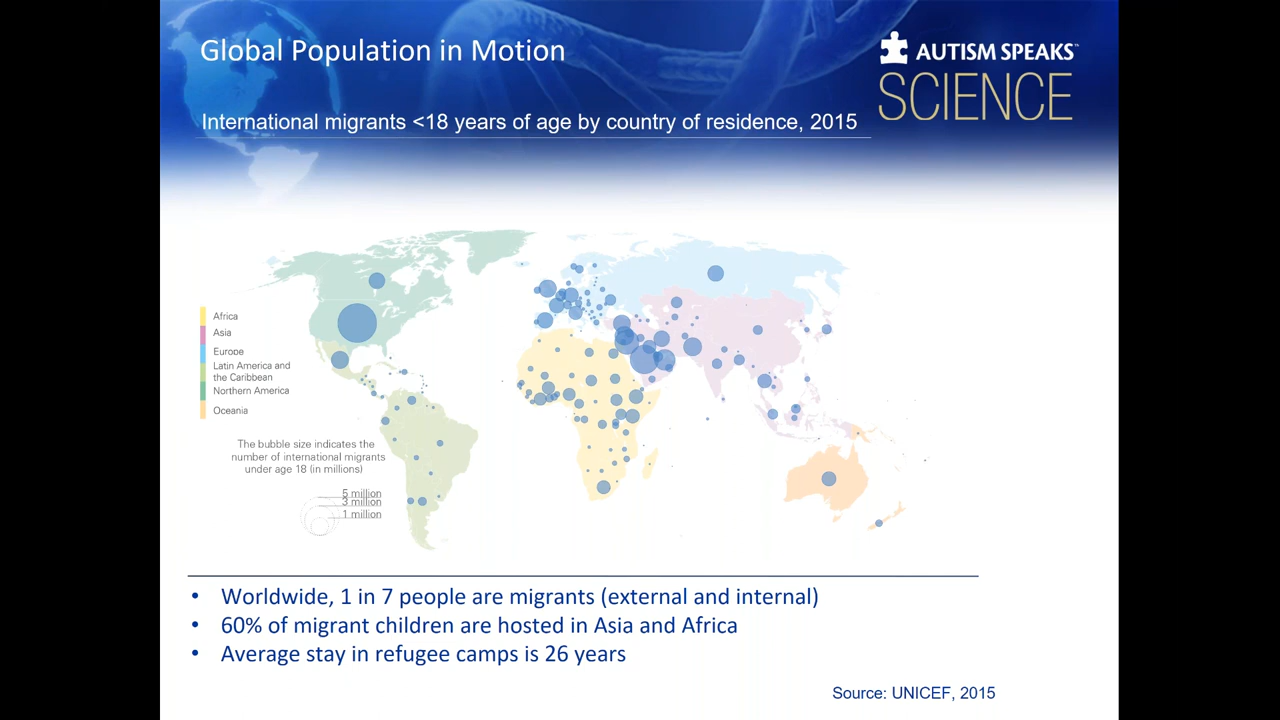 Global Population in Motion
AUTISM SPEAKS™
SCIENCE
International migrants <18 years of age by country of residence, 2015
Africa
Asia
Europe
Latin America and
the Caribbean
Northern America
Oceania
The bubble size indicates the
number of international migrants
under age 18 (in millions)
5 million
3 million
1 million
• Worldwide, 1 in 7 people are migrants (external and internal)
• 60% of migrant children are hosted in Asia and Africa
• Average stay in refugee camps is 26 years
Source: UNICEF, 2015